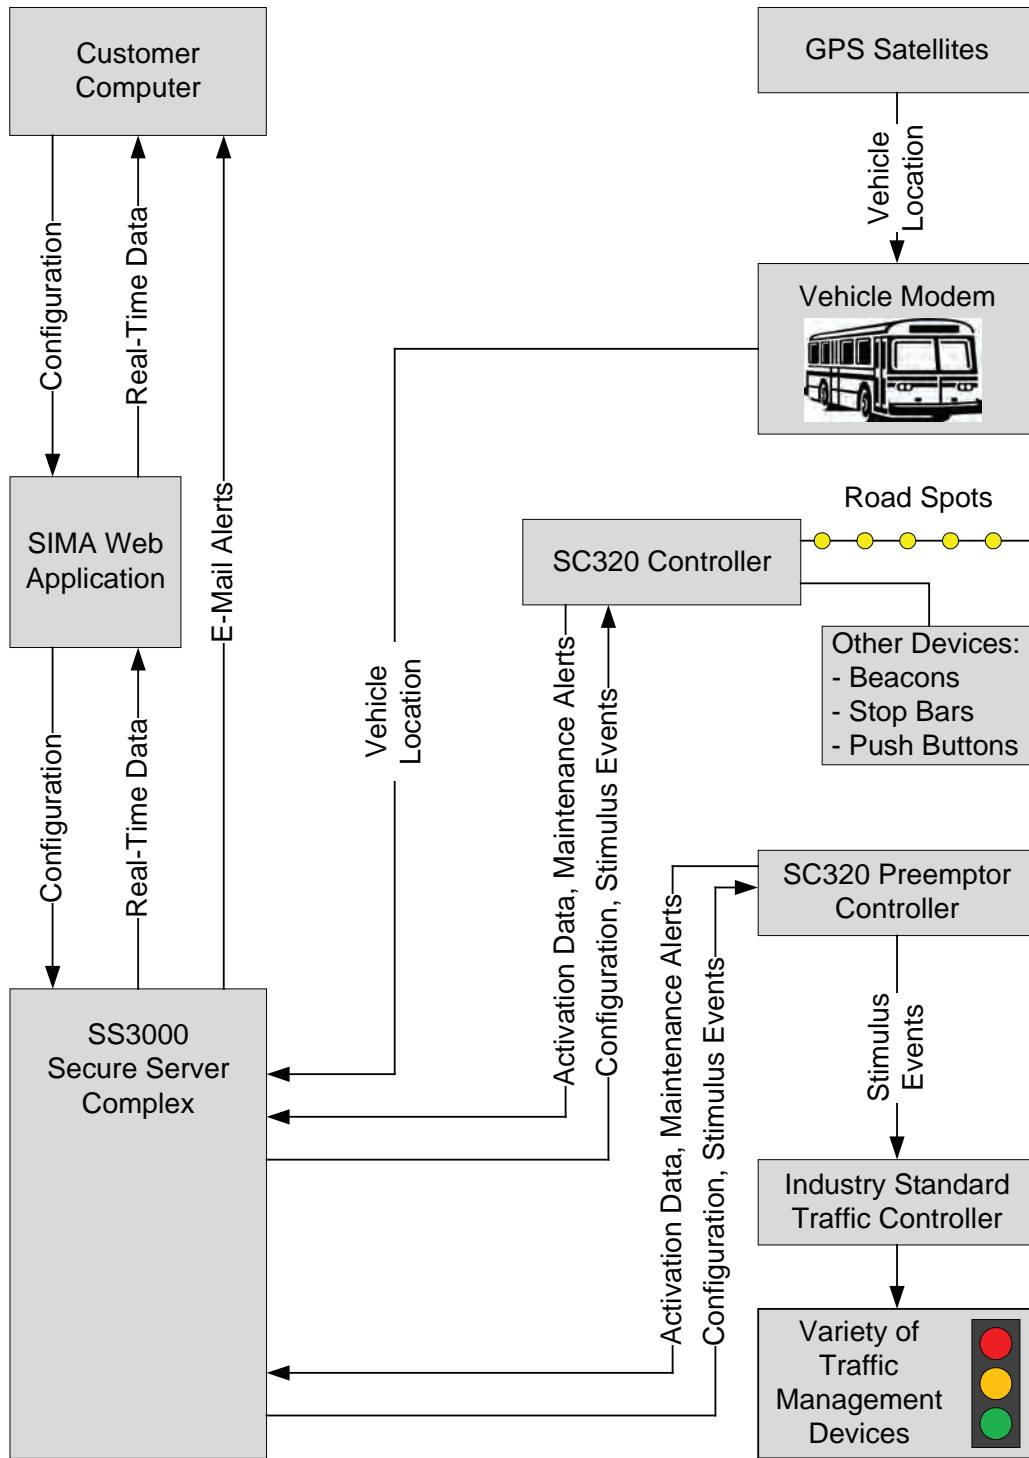 Customer
Computer
GPS Satellites
Vehicle
Location
Configuration
Real-Time Data
E-Mail Alerts
Vehicle Modem
SIMA Web
Application
Road Spots
SC320 Controller
Other Devices:
- Beacons
- Stop Bars
- Push Buttons
Vehicle
Location
Activation Data, Maintenance Alerts
Configuration, Stimulus Events
Configuration
Real-Time Data
SC320 Preemptor
Controller
Activation Data, Maintenance Alerts
Configuration, Stimulus Events
Stimulus
Events
SS3000
Secure Server
Complex
Industry Standard
Traffic Controller
Variety of
Traffic
Management
Devices